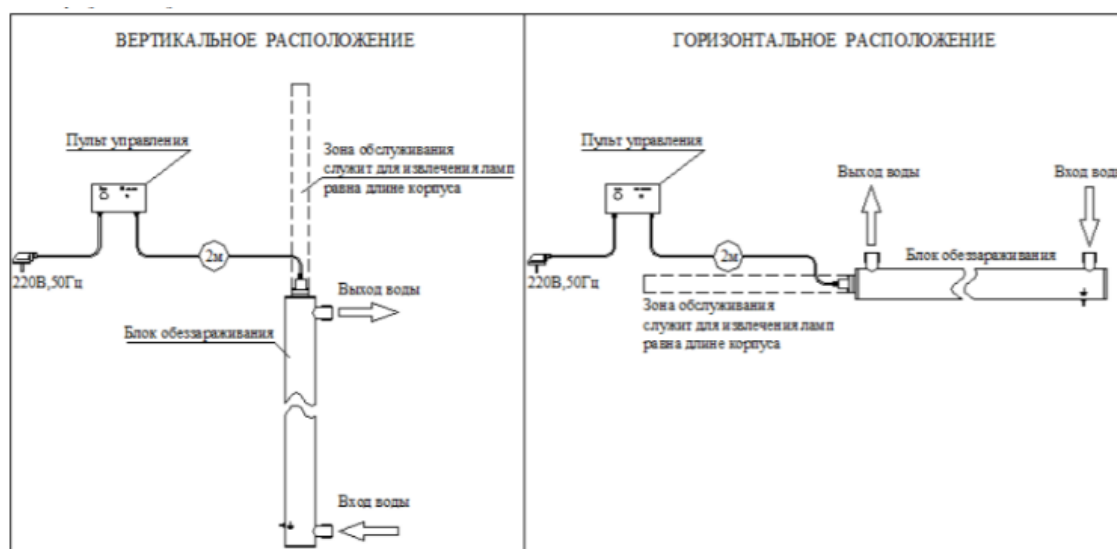 ВЕРТИКАЛЬНОЕ РАСПОЛОЖЕНИЕ
Пульт управления
Зона обслуживания
служит для извлечения ламп
равна длине корпуса
2м
220В,50Гц
Выход воды
Блок обеззараживания
Вход воды
ГОРИЗОНТАЛЬНОЕ РАСПОЛОЖЕНИЕ
Пульт управления
Выход воды
Вход воды
2м
Блок обеззараживания
220В,50Гц
Зона обслуживания
служит для извлечения ламп
равна длине корпуса